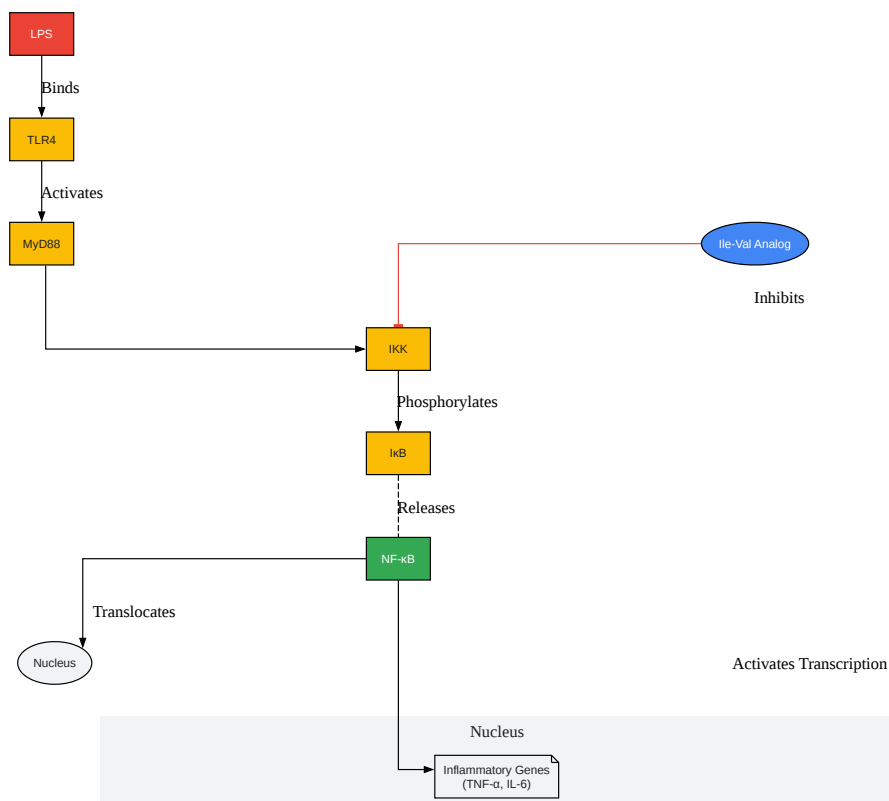 LPS
Binds
TLR4
Activates
MyD88
Ile-Val Analog
Inhibits
IKK
Phosphorylates
IκB
Releases
NF-κB
Translocates
Nucleus
Activates Transcription
Nucleus
Inflammatory Genes
(TNF-α, IL-6)